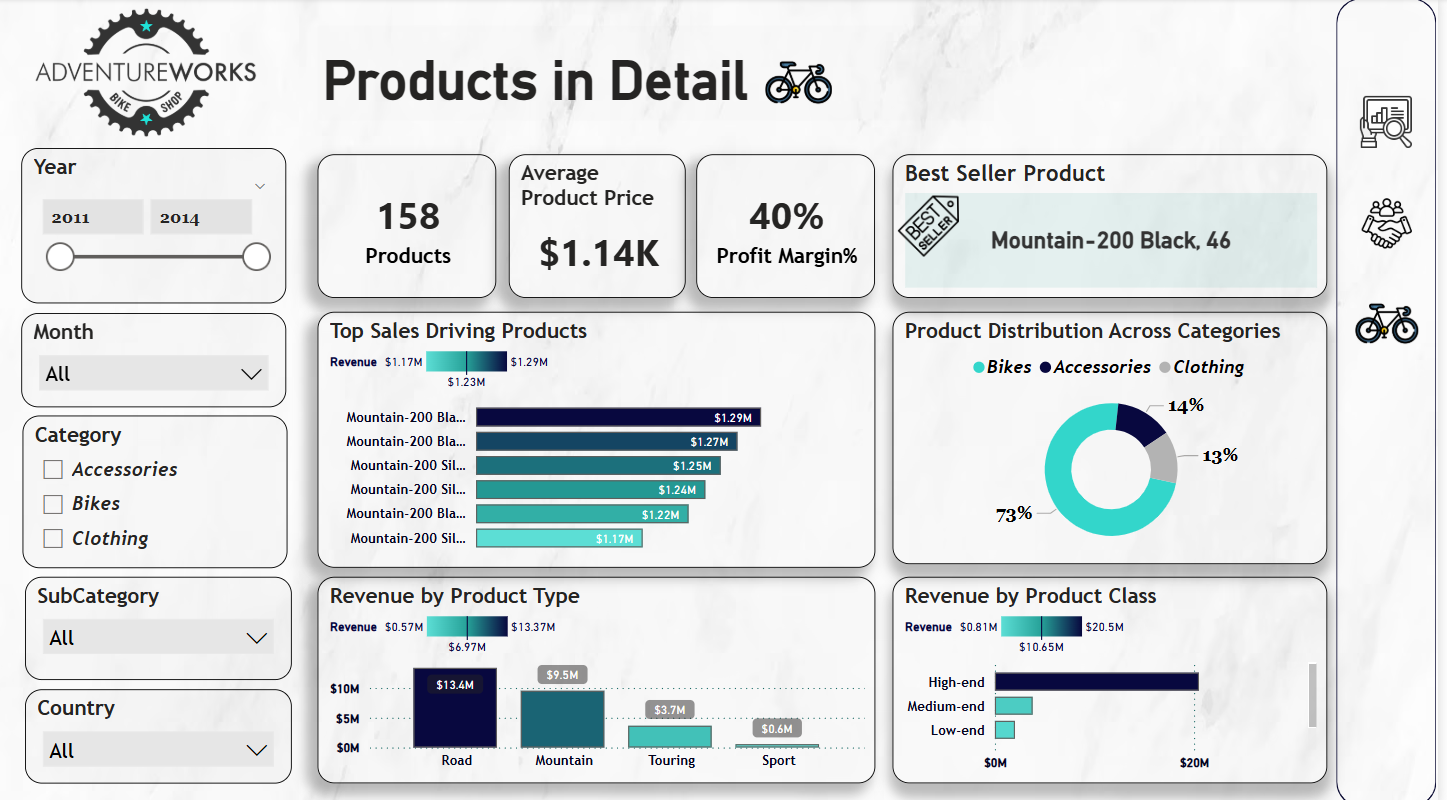 ADVENTUREWORKS
BIKE SHOP
Products in Detail
Year
2011
2014
Month
All
Category
Accessories
Bikes
Clothing
SubCategory
All
Country
All
158
Products
Average
Product Price
$1.14K
40%
Profit Margin%
Best Seller Product
BEST
SELLER
Mountain-200 Black, 46
Top Sales Driving Products
Revenue $1.17M $1.29M
$1.23M
Mountain-200 Bla... $1.29M
Mountain-200 Bla... $1.27M
Mountain-200 Sil... $1.25M
Mountain-200 Sil... $1.24M
Mountain-200 Bla... $1.22M
Mountain-200 Sil... $1.17M
Product Distribution Across Categories
Bikes Accessories Clothing
14%
13%
73%
Revenue by Product Type
Revenue $0.57M $13.37M
$6.97M
$10M
$5M
$0M
$13.4M
$9.5M
$3.7M
$0.6M
Road Mountain Touring Sport
Revenue by Product Class
Revenue $0.81M $20.5M
$10.65M
High-end
Medium-end
Low-end
$0M $20M